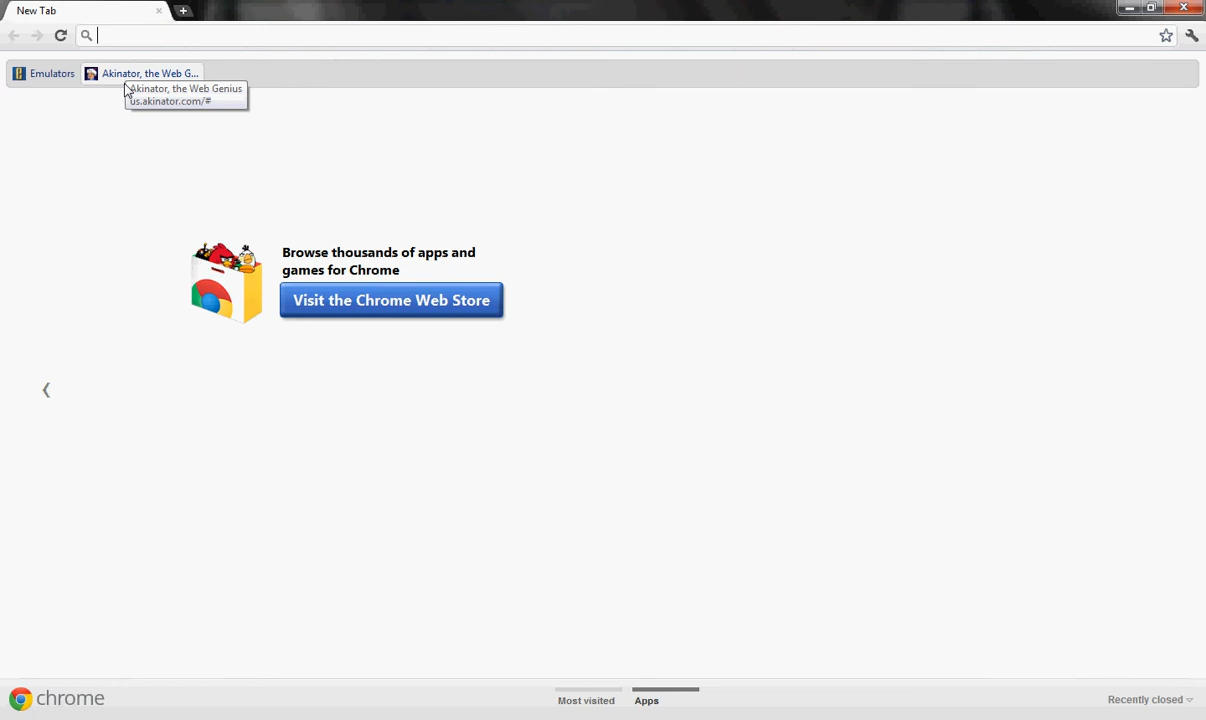 New Tab
Emulators
Akinator, the Web G...
Akinator, the Web Genius
us.akinator.com/#
Browse thousands of apps and
games for Chrome
Visit the Chrome Web Store
chrome
Most visited
Apps
Recently closed